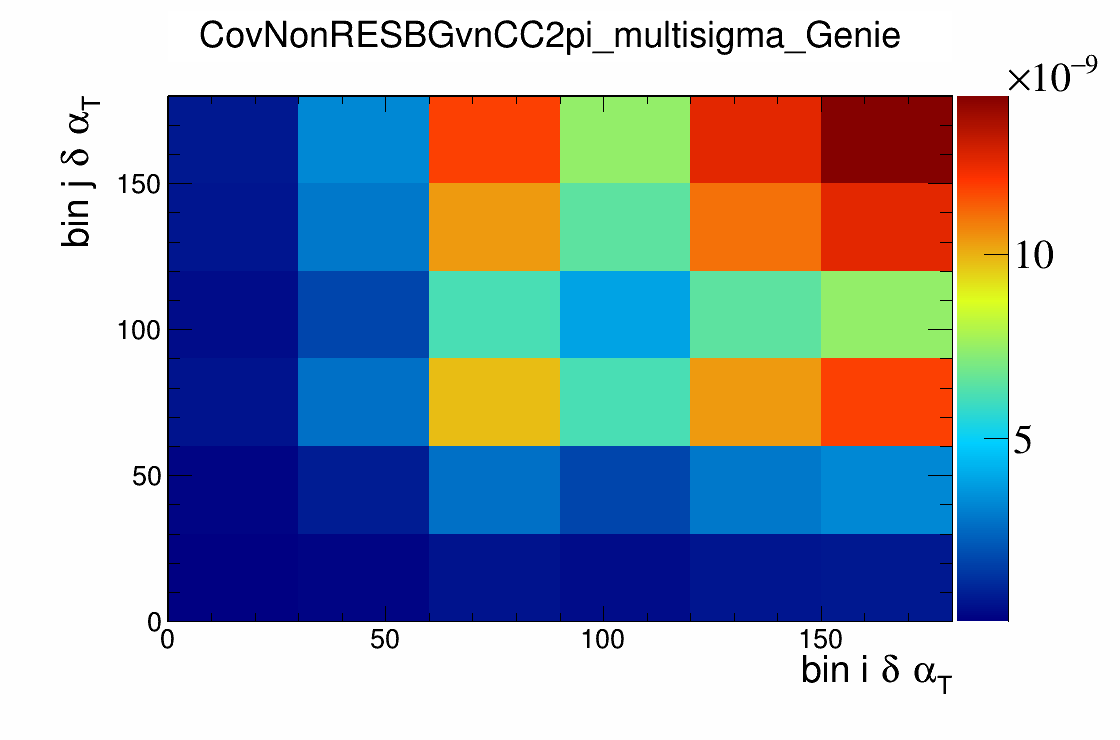 CovNonRESBGvnCC2pi_multisigma_Genie
×10⁻⁹
bin j δ α_T
150
100
50
0
0 50 100 150
bin i δ α_T
10
5